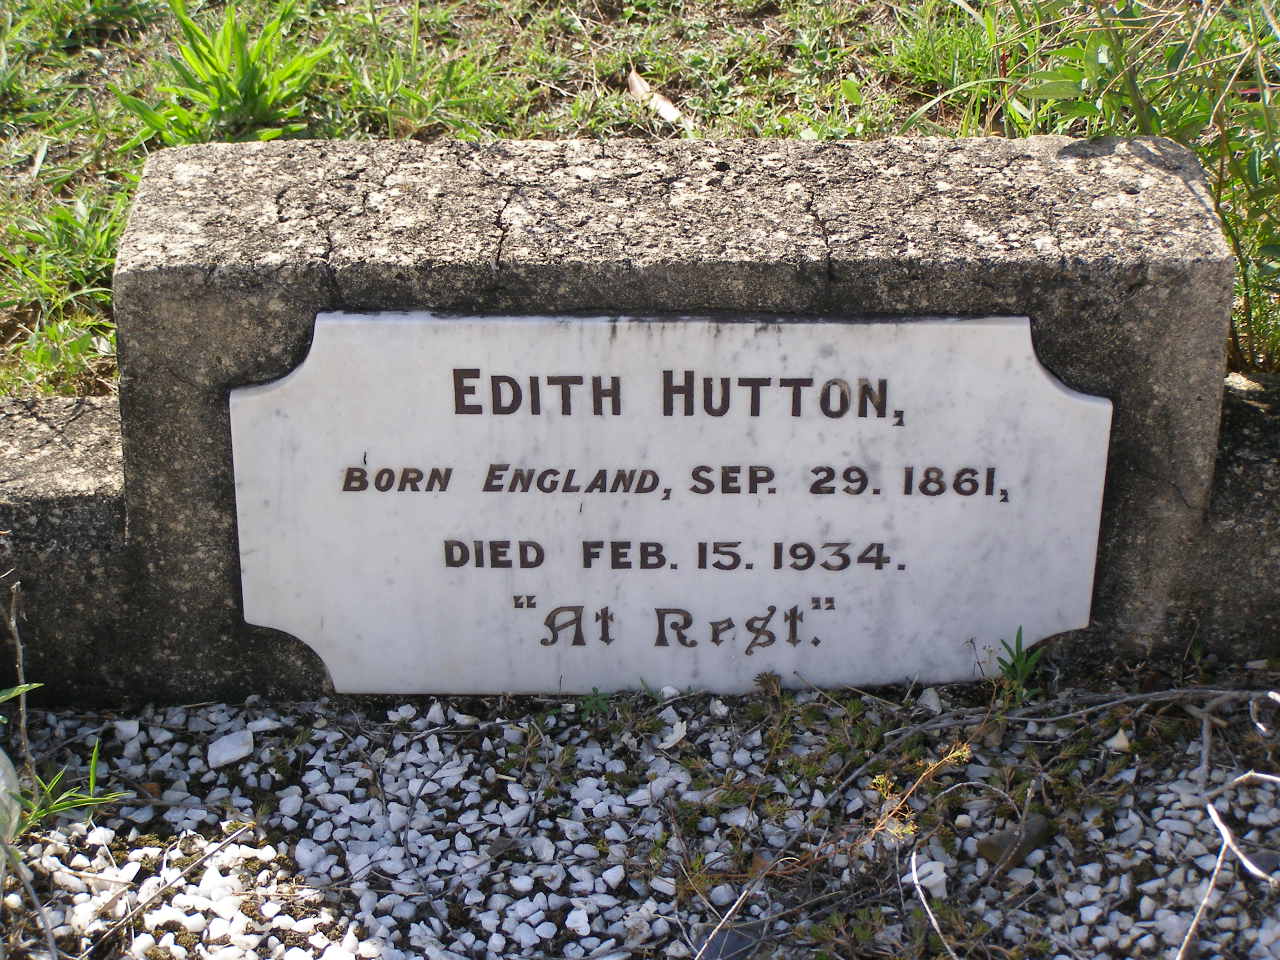 EDITH HUTTON,
BORN ENGLAND, SEP. 29. 1861,
DIED FEB. 15. 1934.
"At Rest."